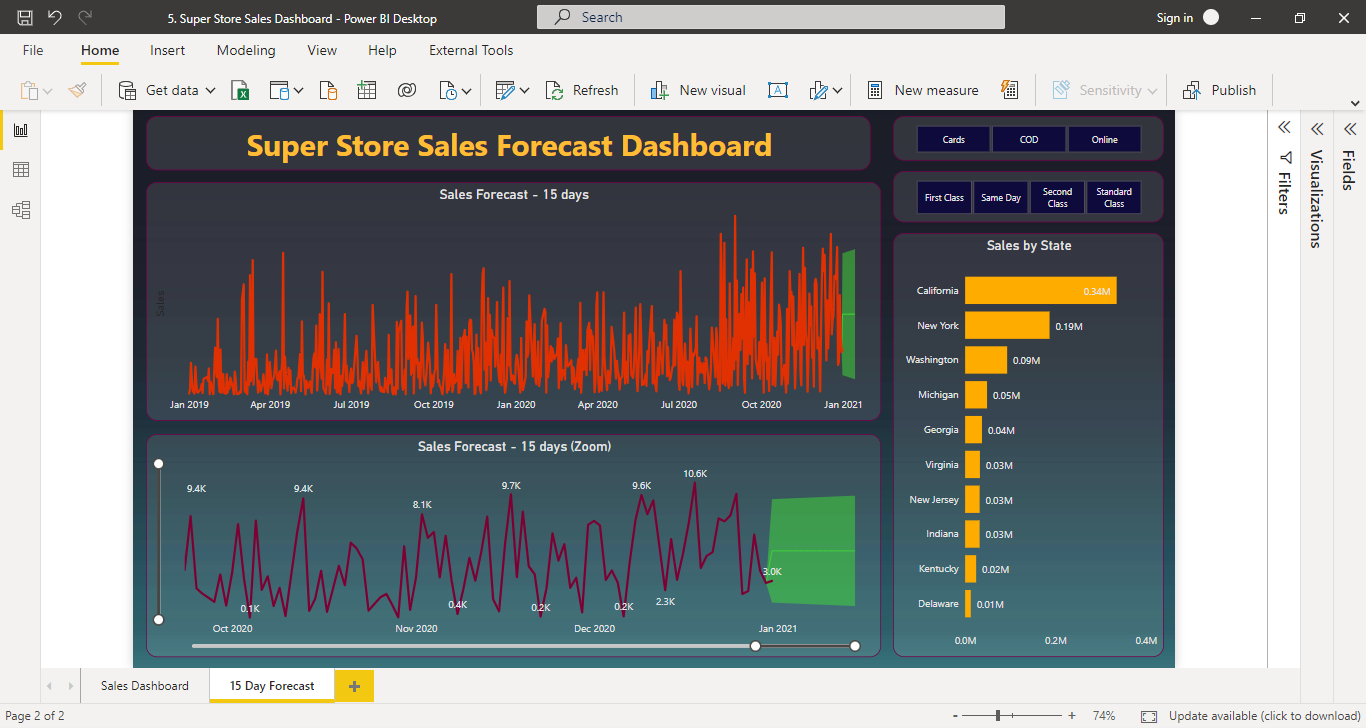 5. Super Store Sales Dashboard - Power BI Desktop
Search
Sign in
File Home Insert Modeling View Help External Tools
Get data
Refresh
New visual
New measure
Sensitivity
Publish
Super Store Sales Forecast Dashboard
Cards COD Online
First Class Same Day Second Class Standard Class
Sales Forecast - 15 days
Sales
Jan 2019 Apr 2019 Jul 2019 Oct 2019 Jan 2020 Apr 2020 Jul 2020 Oct 2020 Jan 2021
Sales Forecast - 15 days (Zoom)
9.4K 9.4K 8.1K 9.7K 9.6K 10.6K
0.1K 0.4K 0.2K 0.2K 2.3K 3.0K
Oct 2020 Nov 2020 Dec 2020 Jan 2021
Sales by State
California 0.34M
New York 0.19M
Washington 0.09M
Michigan 0.05M
Georgia 0.04M
Virginia 0.03M
New Jersey 0.03M
Indiana 0.03M
Kentucky 0.02M
Delaware 0.01M
0.0M 0.2M 0.4M
Filters
Visualizations
Fields
Sales Dashboard
15 Day Forecast
Page 2 of 2
- + 74%
Update available (click to download)